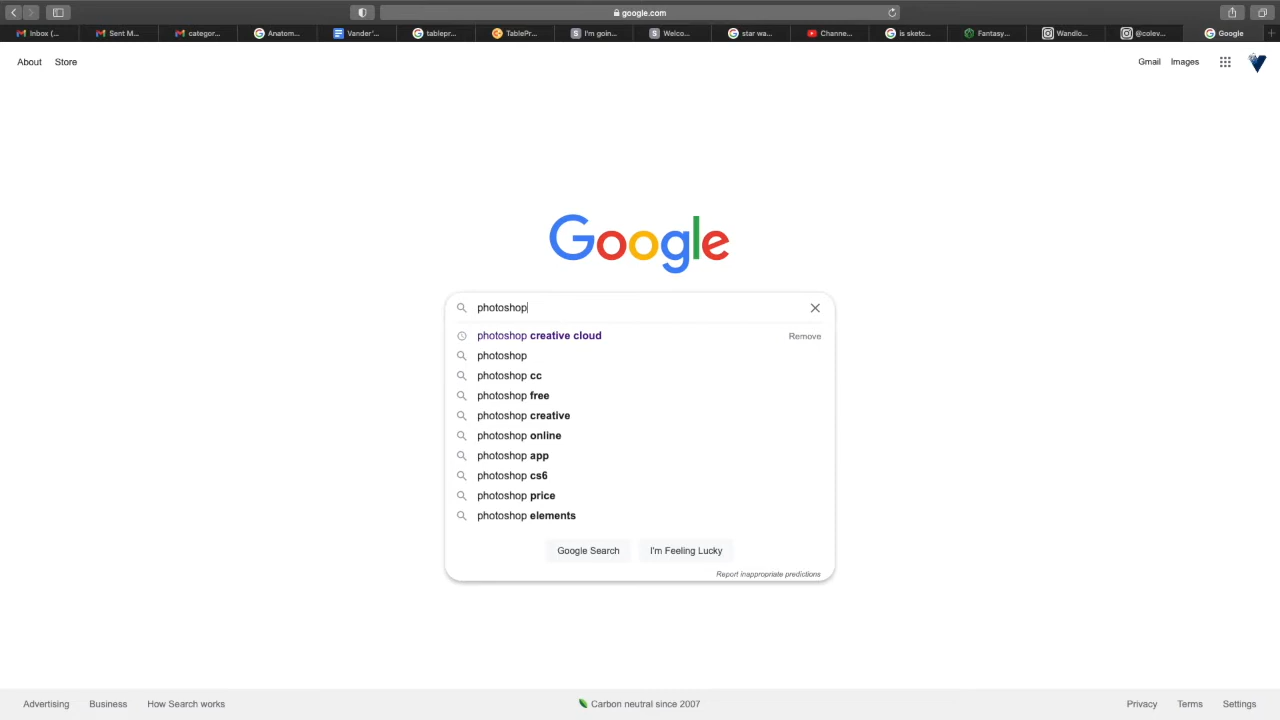 google.com
Inbox (...
Sent M...
categor...
Anatom...
Vander'...
tablepr...
TablePr...
I'm goin...
Welco...
star wa...
Channe...
is sketc...
Fantasy...
Wandlo...
@colev...
Google
About Store
Gmail Images
Google
photoshop
photoshop creative cloud Remove
photoshop
photoshop cc
photoshop free
photoshop creative
photoshop online
photoshop app
photoshop cs6
photoshop price
photoshop elements
Google Search I'm Feeling Lucky
Report inappropriate predictions
Advertising Business How Search works Carbon neutral since 2007 Privacy Terms Settings